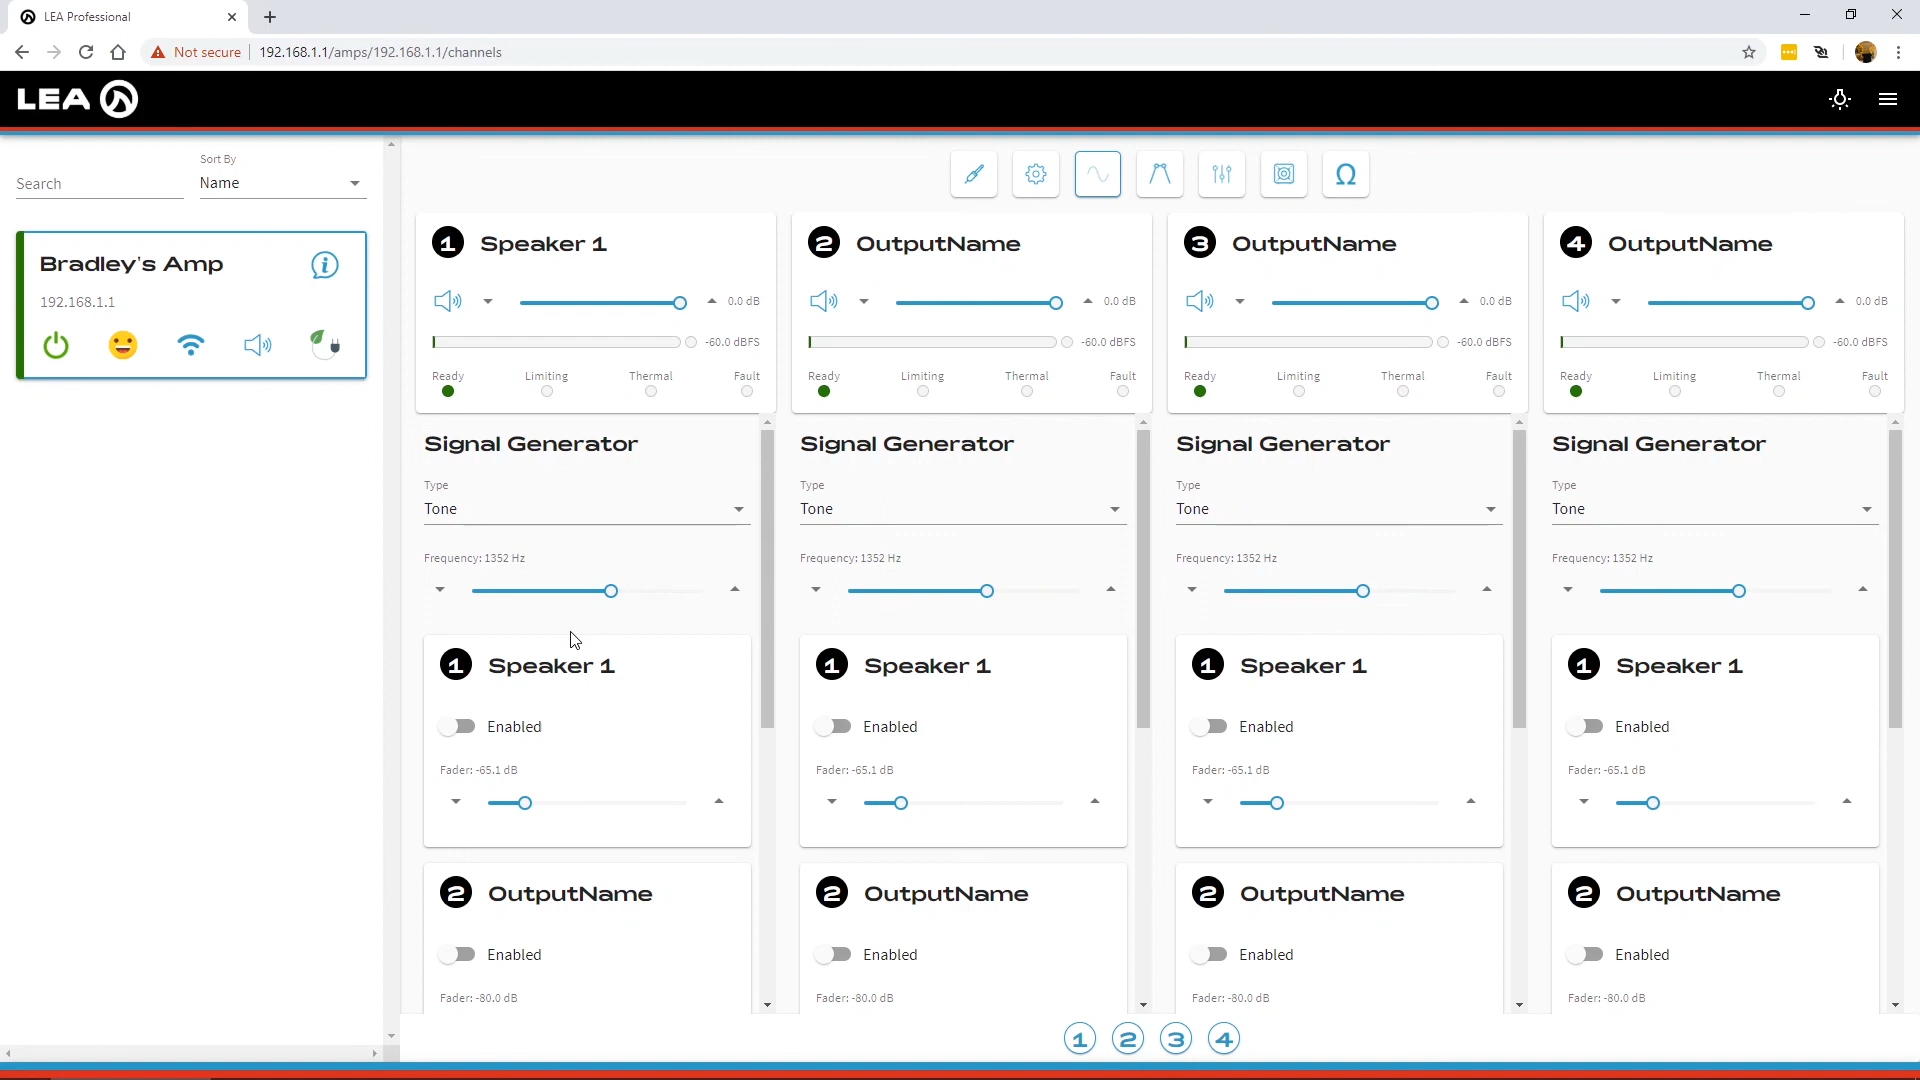 LEA Professional
Not secure
192.168.1.1/amps/192.168.1.1/channels
LEA
Search
Sort By
Name
Bradley's Amp
192.168.1.1
1 Speaker 1
0.0 dB
-60.0 dBFS
Ready Limiting Thermal Fault
2 OutputName
0.0 dB
-60.0 dBFS
Ready Limiting Thermal Fault
3 OutputName
0.0 dB
-60.0 dBFS
Ready Limiting Thermal Fault
4 OutputName
0.0 dB
-60.0 dBFS
Ready Limiting Thermal Fault
Signal Generator
Type
Tone
Frequency: 1352 Hz
1 Speaker 1
Enabled
Fader: -65.1 dB
2 OutputName
Enabled
Fader: -80.0 dB
Signal Generator
Type
Tone
Frequency: 1352 Hz
1 Speaker 1
Enabled
Fader: -65.1 dB
2 OutputName
Enabled
Fader: -80.0 dB
Signal Generator
Type
Tone
Frequency: 1352 Hz
1 Speaker 1
Enabled
Fader: -65.1 dB
2 OutputName
Enabled
Fader: -80.0 dB
Signal Generator
Type
Tone
Frequency: 1352 Hz
1 Speaker 1
Enabled
Fader: -65.1 dB
2 OutputName
Enabled
Fader: -80.0 dB
1 2 3 4